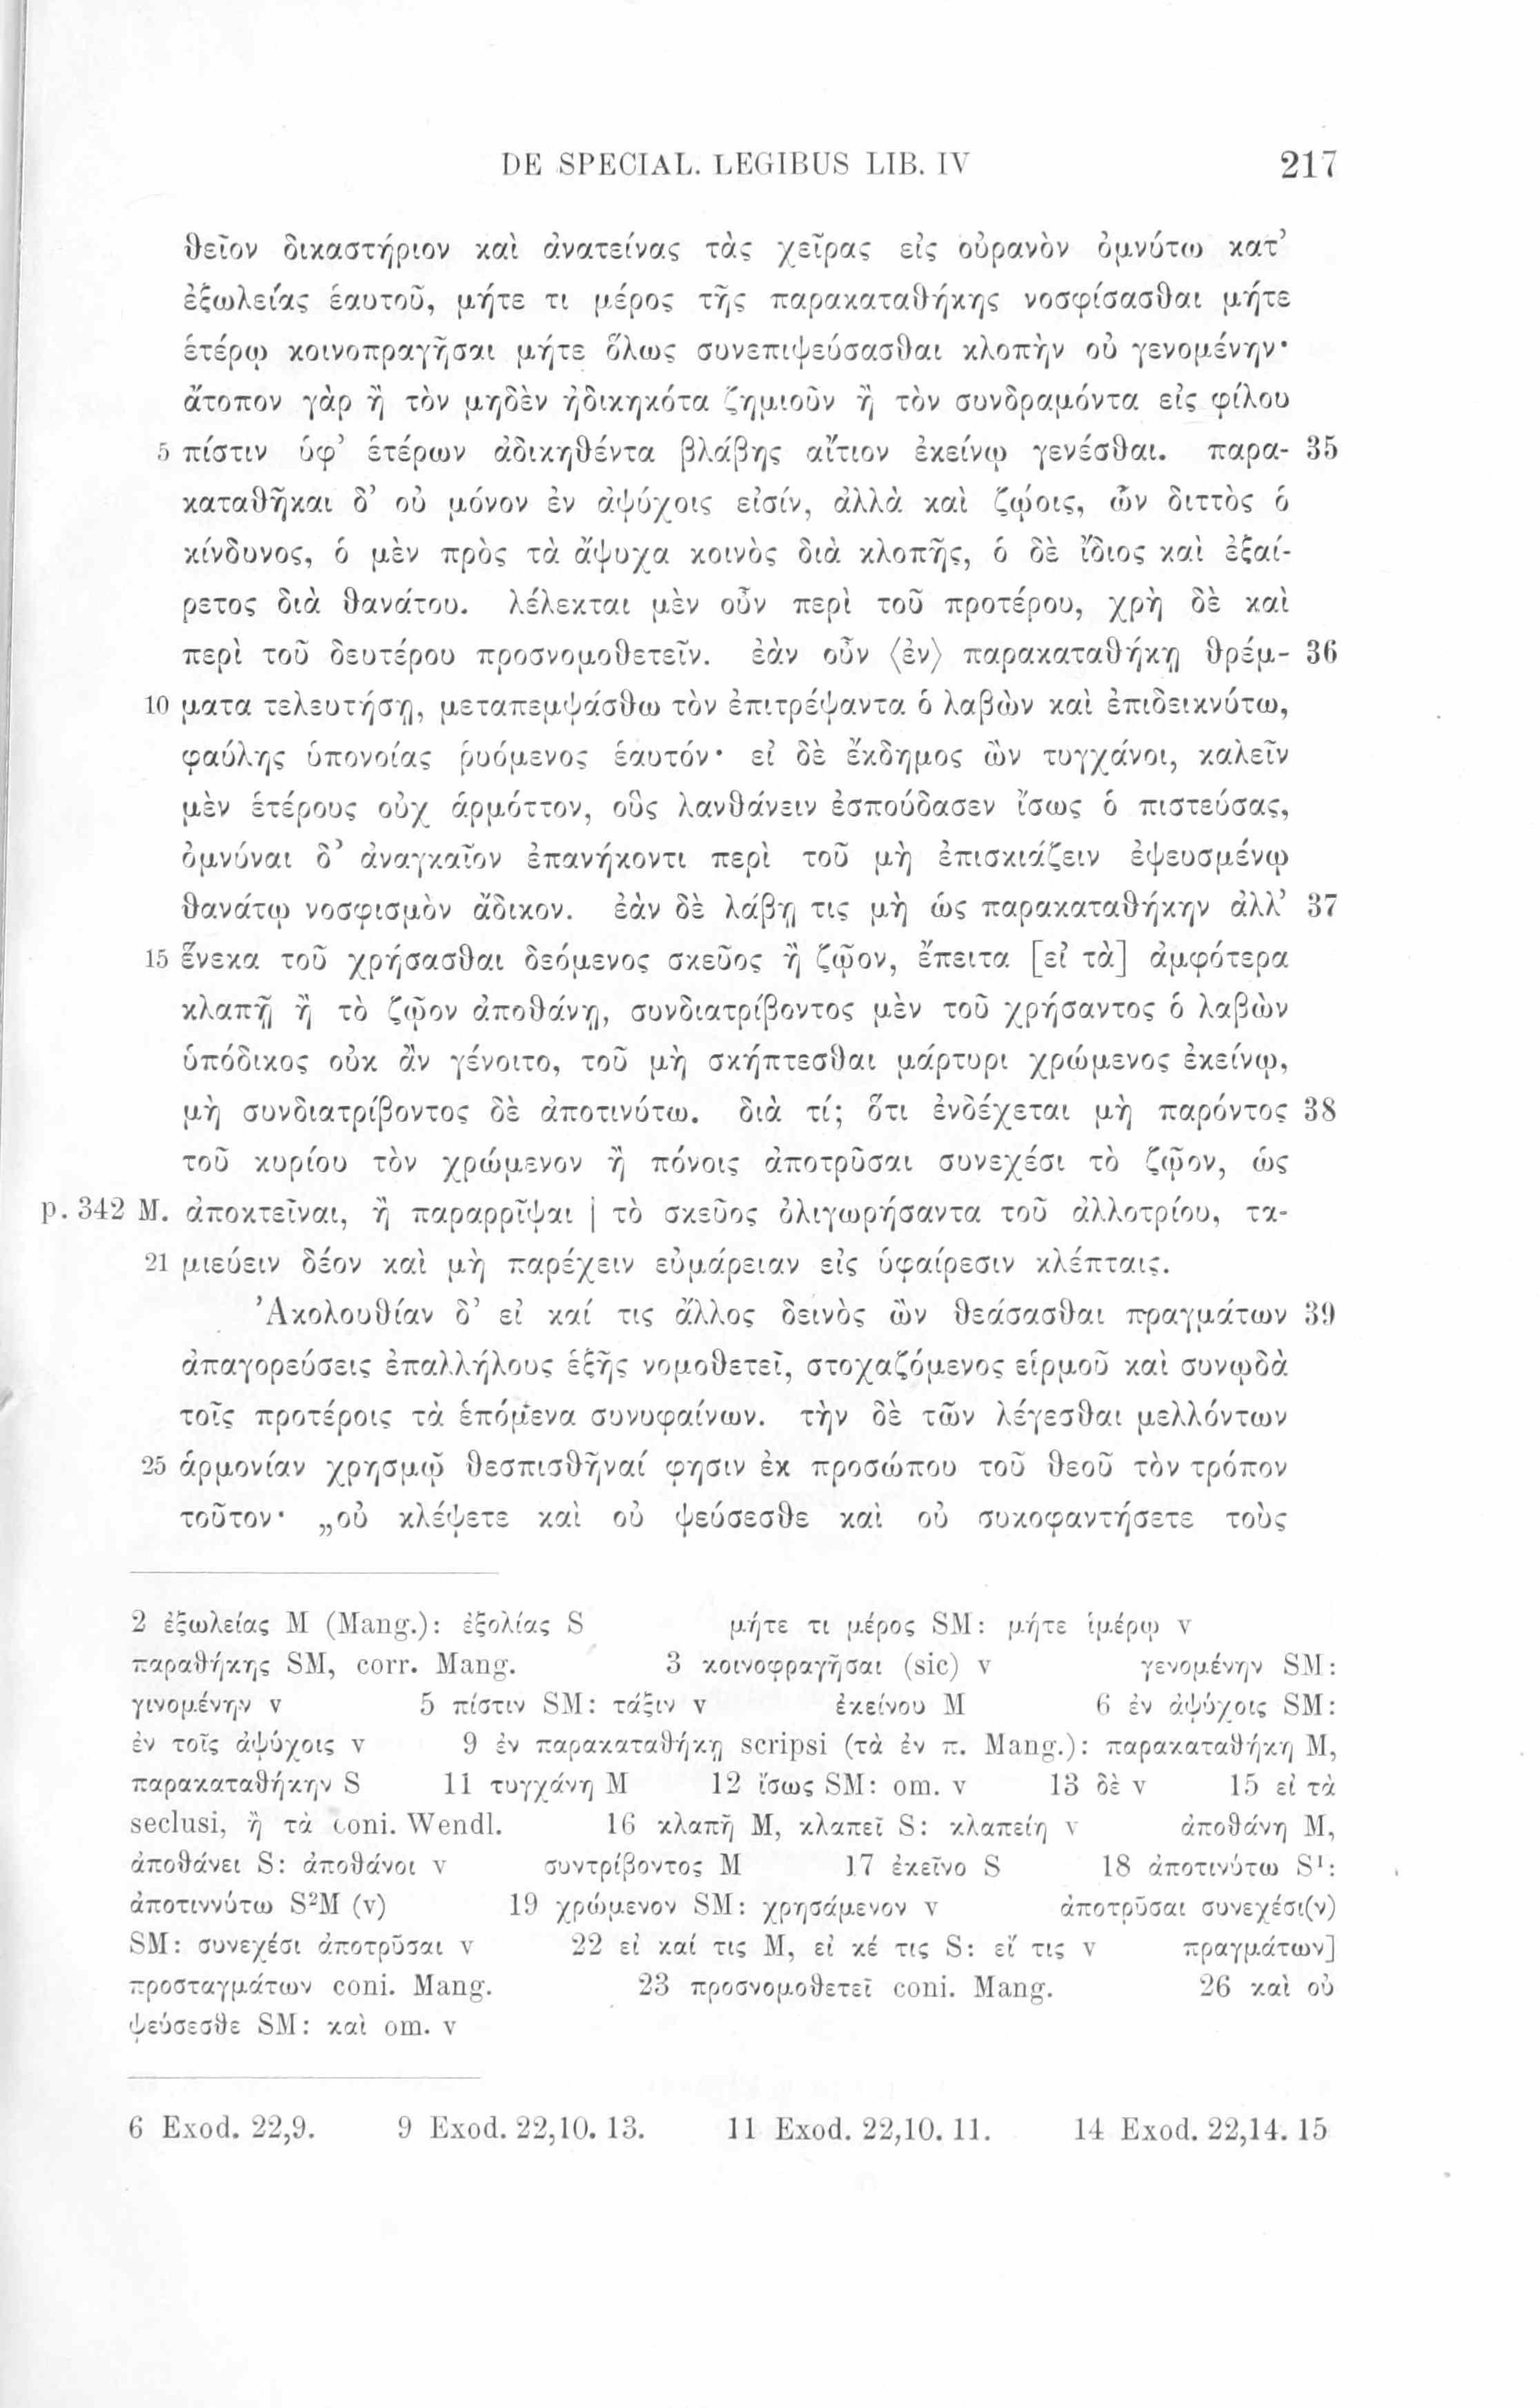 DE SPECIAL. LEGIBUS LIB. IV 217
θεῖον δικαστήριον καὶ ἀνατείνας τὰς χεῖρας εἰς οὐρανὸν ὀμνύτω κατ’
ἐξωλείας ἑαυτοῦ, μήτε τι μέρος τῆς παρακαταθήκης νοσφίσασθαι μήτε
ἑτέρῳ κοινοπραγῆσαι μήτε ὅλως συνεπιψεύσασθαι κλοπὴν οὐ γενομένην·
ἄτοπον γὰρ ἢ τὸν μηδὲν ἠδικηκότα ζημιοῦν ἢ τὸν συνδραμόντα εἰς φίλου
5 πίστιν ὑφ’ ἑτέρων ἀδικηθέντα βλάβης αἴτιον ἐκείνῳ γενέσθαι. παρα- 35
καταθῆκαι δ’ οὐ μόνον ἐν ἀψύχοις εἰσίν, ἀλλὰ καὶ ζῴοις, ὧν διττὸς ὁ
κίνδυνος, ὁ μὲν πρὸς τὰ ἄψυχα κοινὸς διὰ κλοπῆς, ὁ δὲ ἴδιος καὶ ἐξαί-
ρετος διὰ θανάτου. λέλεκται μὲν οὖν περὶ τοῦ προτέρου, χρὴ δὲ καὶ
περὶ τοῦ δευτέρου προσνομοθετεῖν. ἐὰν οὖν ⟨ἐν⟩ παρακαταθήκῃ θρέμ- 36
10 ματα τελευτήσῃ, μεταπεμψάσθω τὸν ἐπιτρέψαντα ὁ λαβὼν καὶ ἐπιδεικνύτω,
φαύλης ὑπονοίας ῥυόμενος ἑαυτόν· εἰ δὲ ἔκδημος ὢν τυγχάνοι, καλεῖν
μὲν ἑτέρους οὐχ ἁρμόττον, οὓς λανθάνειν ἐσπούδασεν ἴσως ὁ πιστεύσας,
ὀμνύναι δ’ ἀναγκαῖον ἐπανήκοντι περὶ τοῦ μὴ ἐπισκιάζειν ἐψευσμένῳ
θανάτῳ νοσφισμὸν ἄδικον. ἐὰν δὲ λάβῃ τις μὴ ὡς παρακαταθήκην ἀλλ’ 37
15 ἕνεκα τοῦ χρήσασθαι δεόμενος σκεῦος ἢ ζῷον, ἔπειτα [εἰ τὰ] ἀμφότερα
κλαπῇ ἢ τὸ ζῷον ἀποθάνῃ, συνδιατρίβοντος μὲν τοῦ χρήσαντος ὁ λαβὼν
ὑπόδικος οὐκ ἂν γένοιτο, τοῦ μὴ σκήπτεσθαι μάρτυρι χρώμενος ἐκείνῳ,
μὴ συνδιατρίβοντος δὲ ἀποτινύτω. διὰ τί; ὅτι ἐνδέχεται μὴ παρόντος 38
τοῦ κυρίου τὸν χρώμενον ἢ πόνοις ἀποτρῦσαι συνεχέσι τὸ ζῷον, ὡς
p. 342 M. ἀποκτεῖναι, ἢ παραρρῖψαι | τὸ σκεῦος ὀλιγωρήσαντα τοῦ ἀλλοτρίου, τα-
21 μιεύειν δέον καὶ μὴ παρέχειν εὐμάρειαν εἰς ὑφαίρεσιν κλέπταις.
Ἀκολουθίαν δ’ εἰ καί τις ἄλλος δεινὸς ὢν θεάσασθαι πραγμάτων 39
ἀπαγορεύσεις ἐπαλλήλους ἑξῆς νομοθετεῖ, στοχαζόμενος εἱρμοῦ καὶ συνῳδὰ
τοῖς προτέροις τὰ ἑπόμενα συνυφαίνων. τὴν δὲ τῶν λέγεσθαι μελλόντων
25 ἁρμονίαν χρησμῷ θεσπισθῆναί φησιν ἐκ προσώπου τοῦ θεοῦ τὸν τρόπον
τοῦτον· „οὐ κλέψετε καὶ οὐ ψεύσεσθε καὶ οὐ συκοφαντήσετε τοὺς
2 ἐξωλείας M (Mang.): ἐξολίας S μήτε τι μέρος SM: μήτε ἱμέρῳ v
παραθήκης SM, corr. Mang. 3 κοινοφραγῆσαι (sic) v γενομένην SM:
γινομένην v 5 πίστιν SM: τάξιν v ἐκείνου M 6 ἐν ἀψύχοις SM:
ἐν τοῖς ἀψύχοις v 9 ἐν παρακαταθήκῃ scripsi (τὰ ἐν π. Mang.): παρακαταθήκη M,
παρακαταθήκην S 11 τυγχάνη M 12 ἴσως SM: om. v 13 δὲ v 15 εἰ τὰ
seclusi, ἢ τὰ coni. Wendl. 16 κλαπῆ M, κλαπεῖ S: κλαπείη v ἀποθάνη M,
ἀποθάνει S: ἀποθάνοι v συντρίβοντος M 17 ἐκεῖνο S 18 ἀποτινύτω S¹:
ἀποτιννύτω S²M (v) 19 χρώμενον SM: χρησάμενον v ἀποτρῦσαι συνεχέσι(ν)
SM: συνεχέσι ἀποτρῦσαι v 22 εἰ καί τις M, εἰ κέ τις S: εἴ τις v πραγμάτων]
προσταγμάτων coni. Mang. 23 προσνομοθετεῖ coni. Mang. 26 καὶ οὐ
ψεύσεσθε SM: καὶ om. v
6 Exod. 22,9. 9 Exod. 22,10. 13. 11 Exod. 22,10. 11. 14 Exod. 22,14. 15